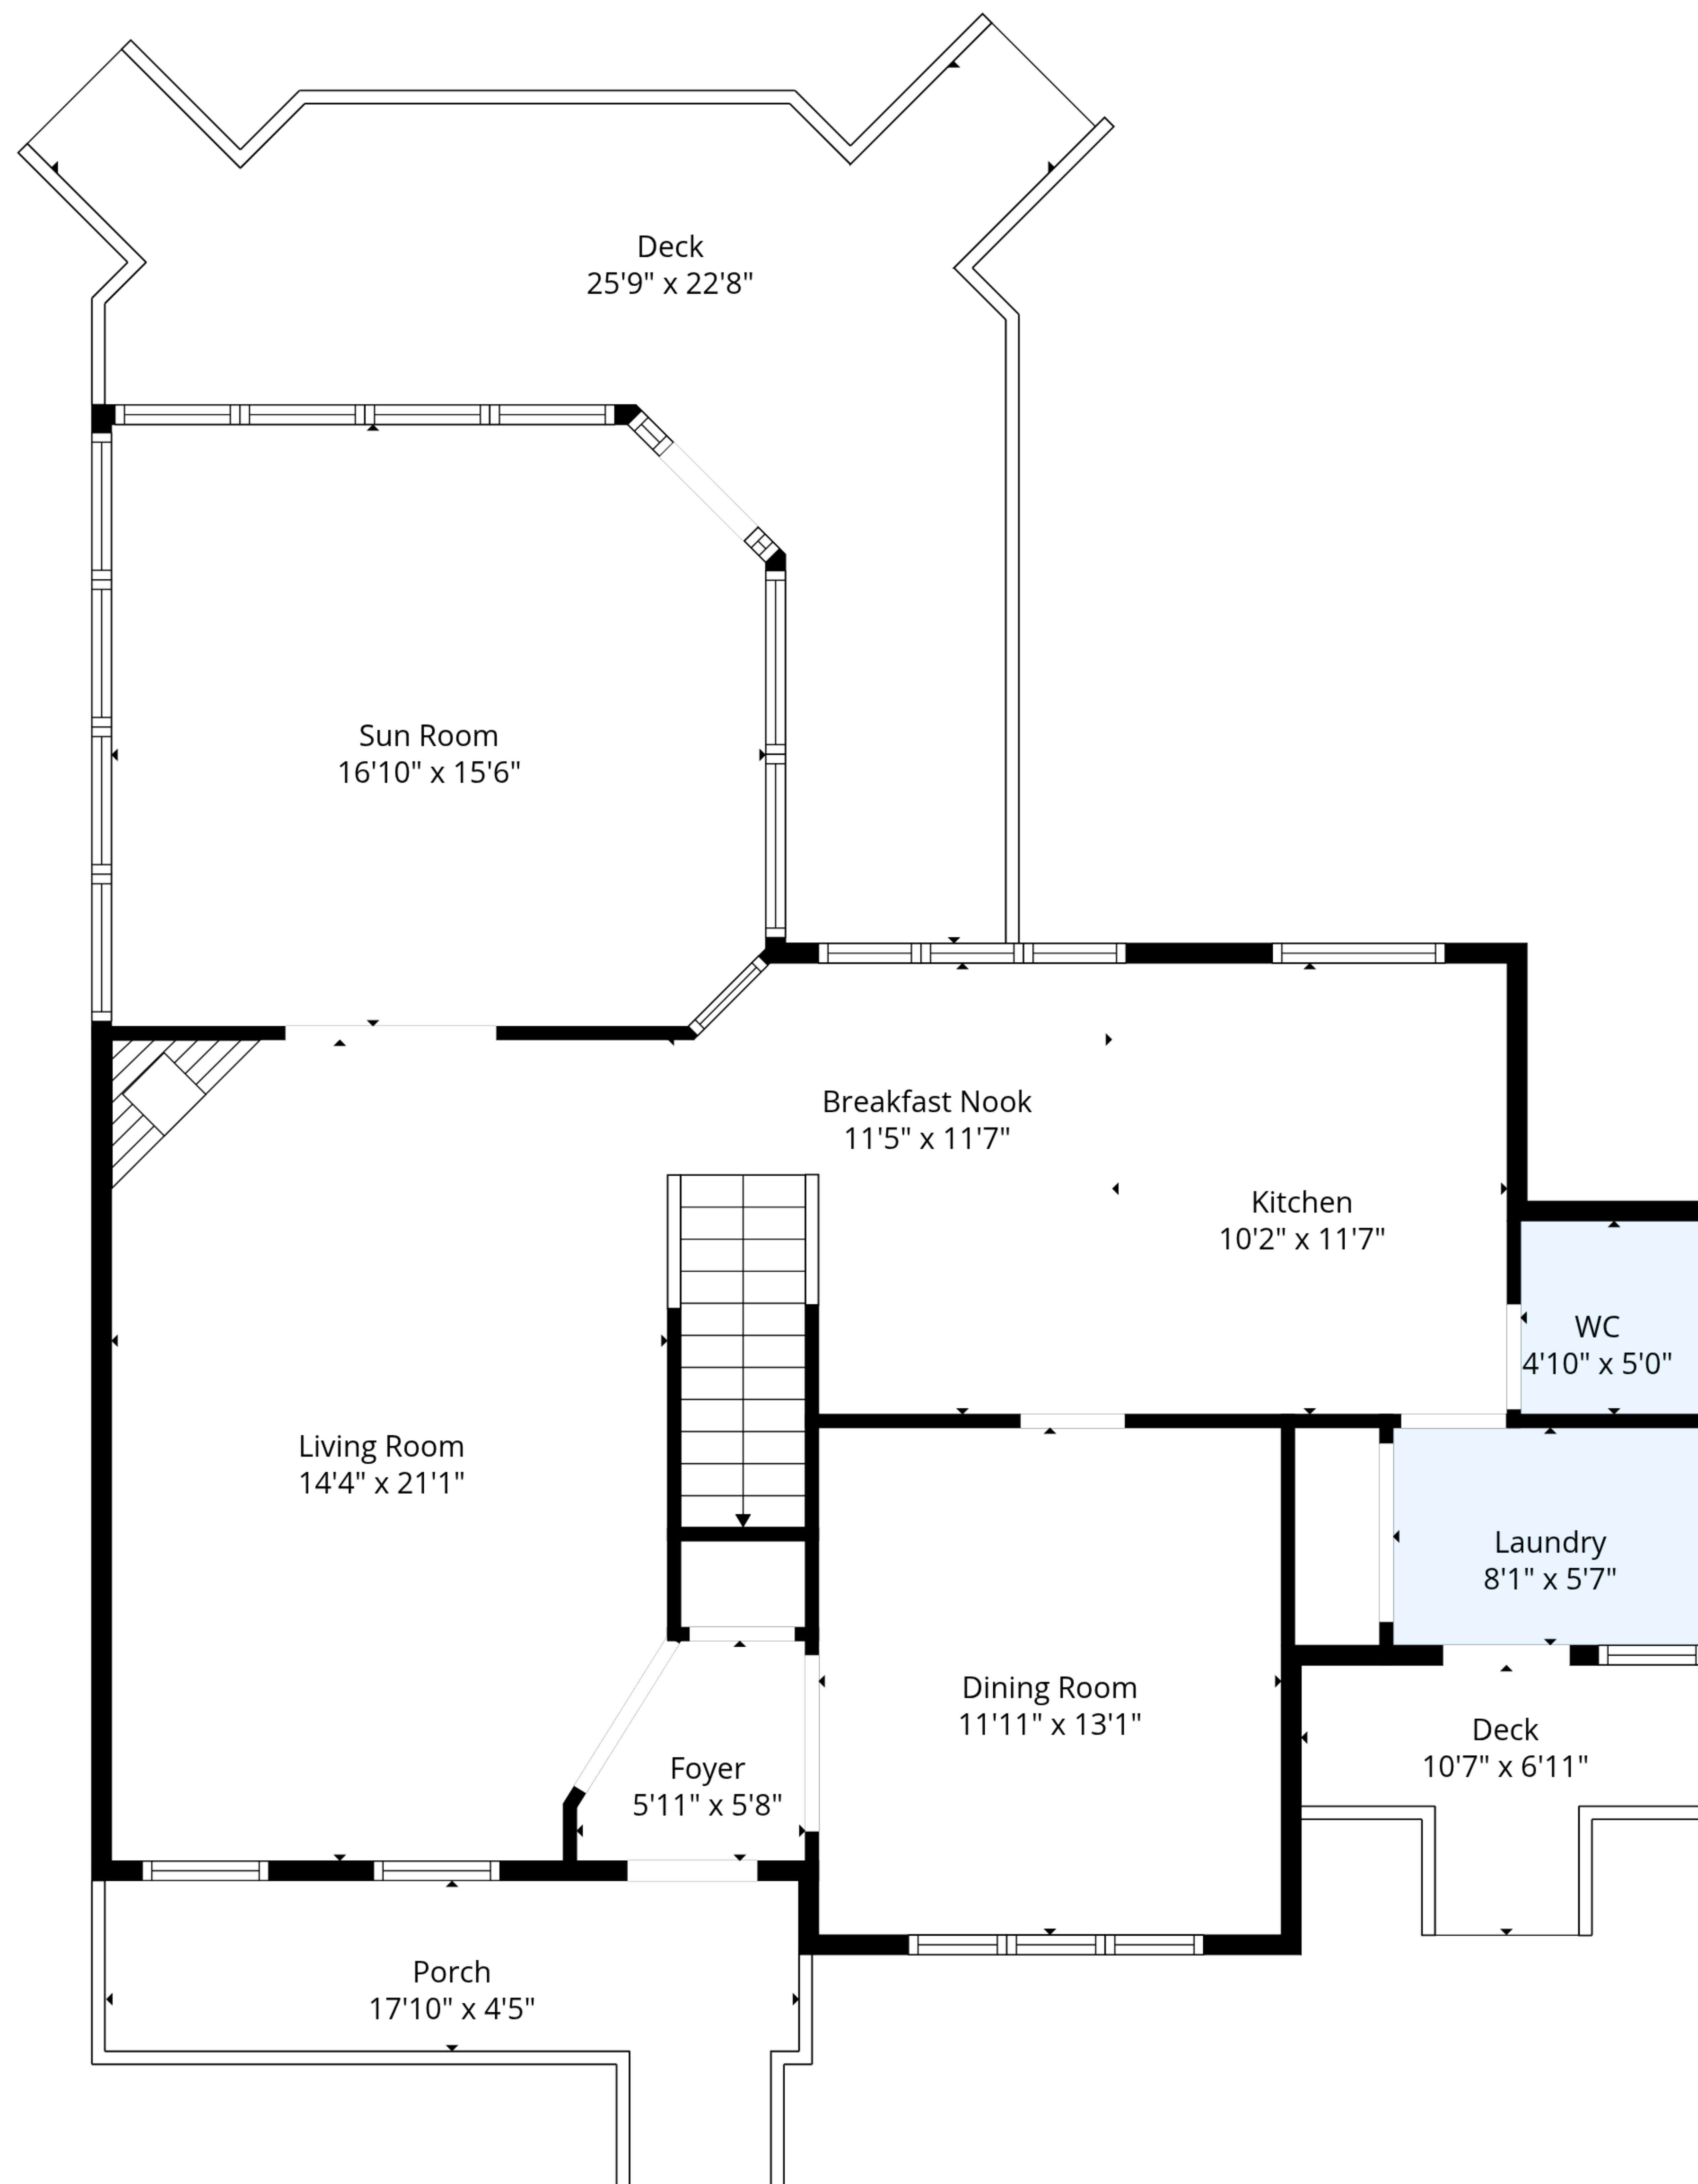 Deck
25'9" x 22'8"
Sun Room
16'10" x 15'6"
Breakfast Nook
11'5" x 11'7"
Kitchen
10'2" x 11'7"
WC
4'10" x 5'0"
Living Room
14'4" x 21'1"
Laundry
8'1" x 5'7"
Dining Room
11'11" x 13'1"
Deck
10'7" x 6'11"
Foyer
5'11" x 5'8"
Porch
17'10" x 4'5"